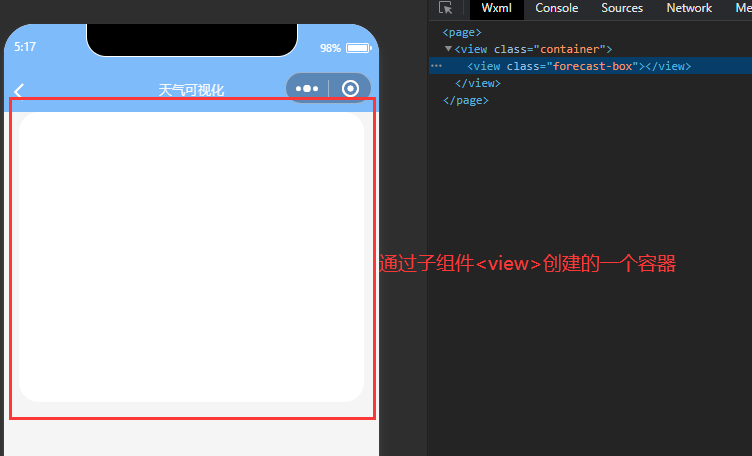 Wxml Console Sources Network Me
5:17
98%
天气可视化
<page>
<view class="container">
<view class="forecast-box"></view>
</view>
</page>
通过子组件<view>创建的一个容器